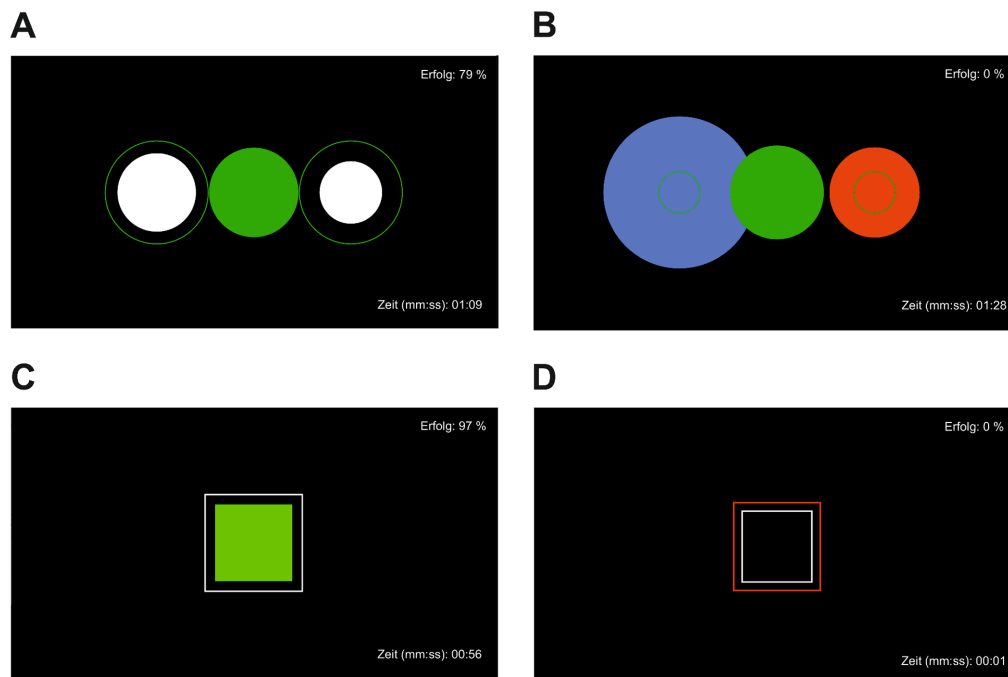 A
B
Erfolg: 79 %
Erfolg: 0 %
Zeit (mm:ss): 01:09
Zeit (mm:ss): 01:28
C
D
Erfolg: 97 %
Erfolg: 0 %
Zeit (mm:ss): 00:56
Zeit (mm:ss): 00:01